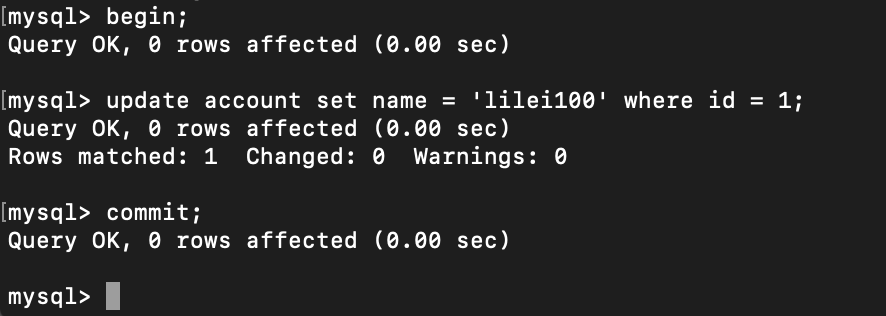 [mysql> begin;
Query OK, 0 rows affected (0.00 sec)
[mysql> update account set name = 'lilei100' where id = 1;
Query OK, 0 rows affected (0.00 sec)
Rows matched: 1  Changed: 0  Warnings: 0
[mysql> commit;
Query OK, 0 rows affected (0.00 sec)
mysql>